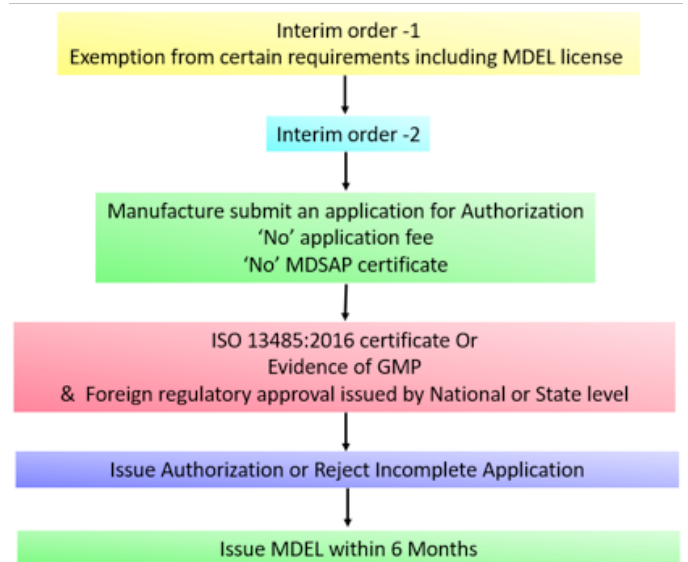 Interim order -1
Exemption from certain requirements including MDEL license
Interim order -2
Manufacture submit an application for Authorization
‘No’ application fee
‘No’ MDSAP certificate
ISO 13485:2016 certificate Or
Evidence of GMP
& Foreign regulatory approval issued by National or State level
Issue Authorization or Reject Incomplete Application
Issue MDEL within 6 Months